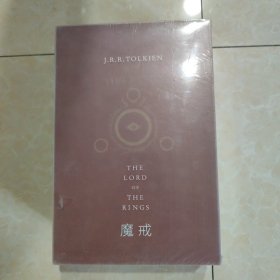 J.R.R.TOLKIEN
THE
LORD
OF
THE
RINGS
魔戒